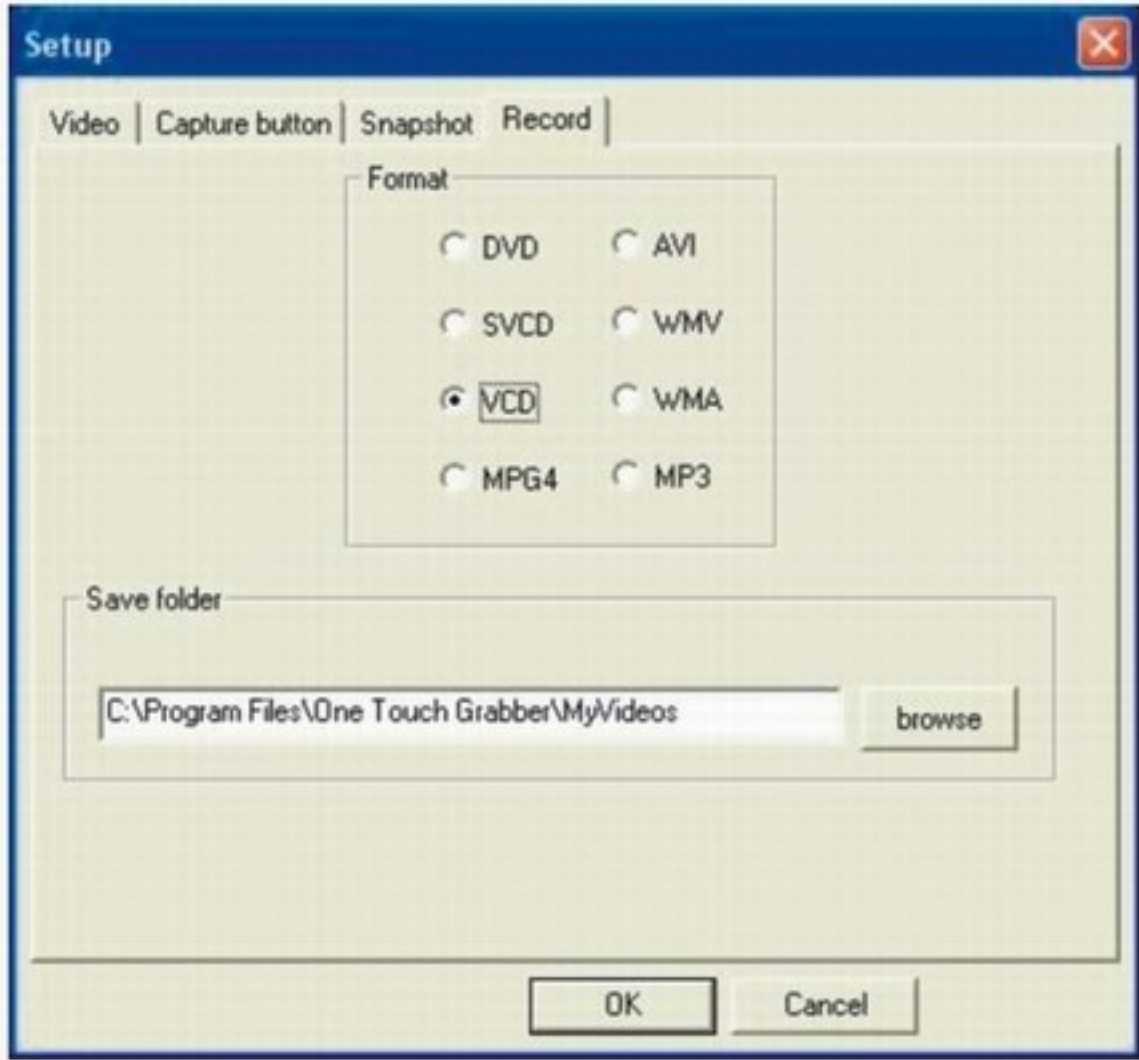 Setup
Video Capture button Snapshot Record
Format
DVD AVI
SVCD WMV
VCD WMA
MPG4 MP3
Save folder
C:\Program Files\One Touch Grabber\MyVideos browse
OK Cancel